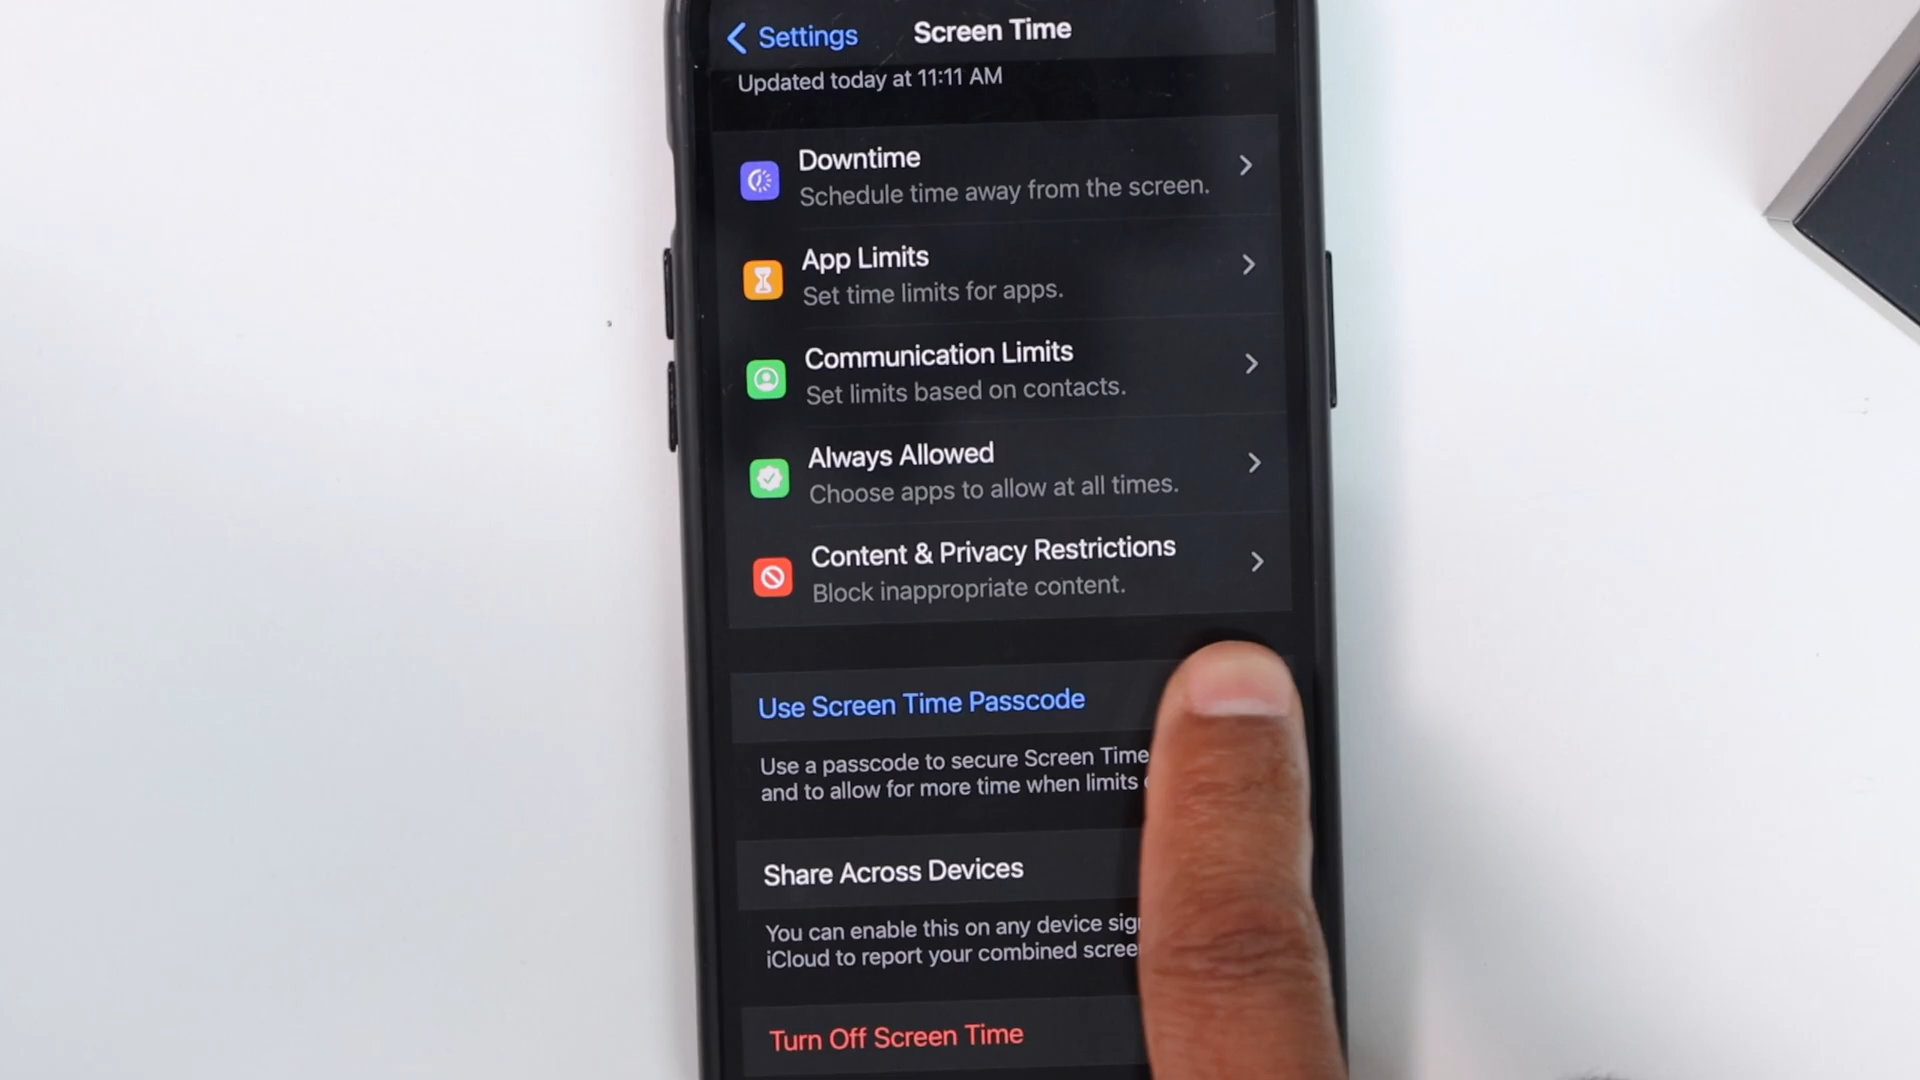 Settings
Screen Time
Updated today at 11:11 AM
Downtime
Schedule time away from the screen.
App Limits
Set time limits for apps.
Communication Limits
Set limits based on contacts.
Always Allowed
Choose apps to allow at all times.
Content & Privacy Restrictions
Block inappropriate content.
Use Screen Time Passcode
Use a passcode to secure Screen Time
and to allow for more time when limits
Share Across Devices
You can enable this on any device
iCloud to report your combined
Turn Off Screen Time